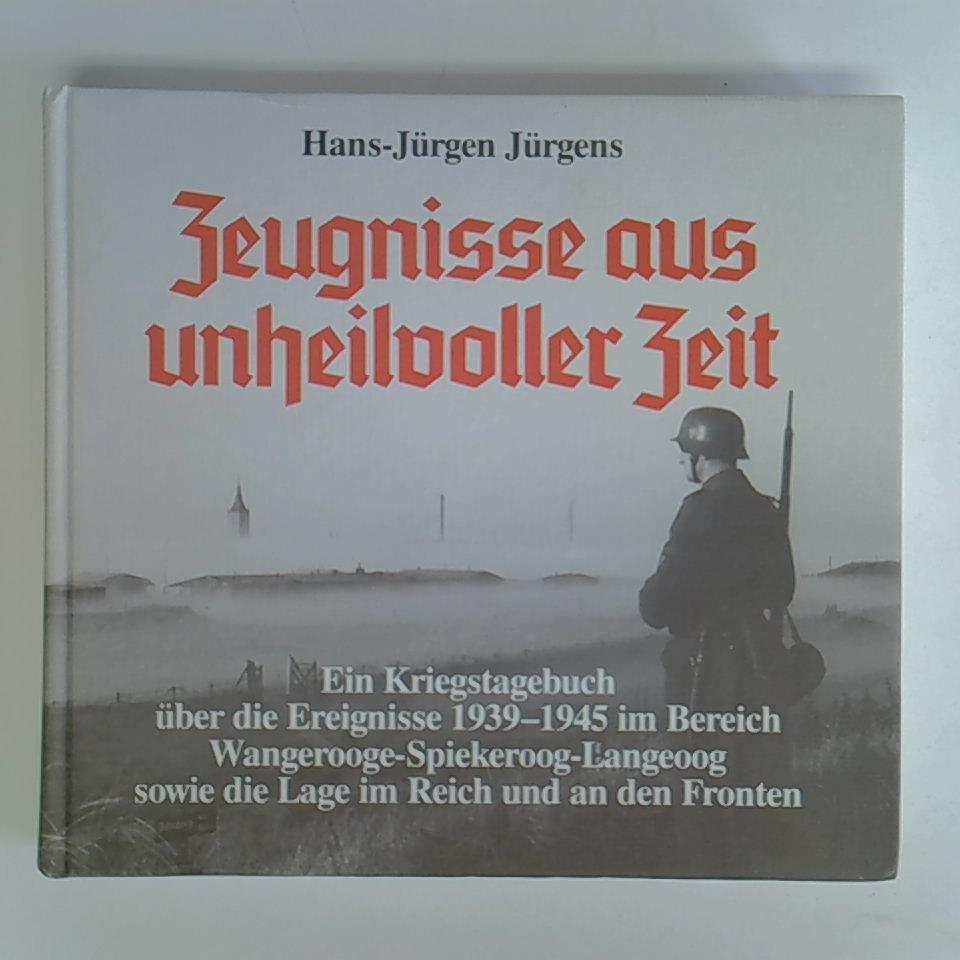 Hans-Jürgen Jürgens
Zeugnisse aus
unheilvoller Zeit
Ein Kriegstagebuch
über die Ereignisse 1939–1945 im Bereich
Wangerooge-Spiekeroog-Langeoog
sowie die Lage im Reich und an den Fronten